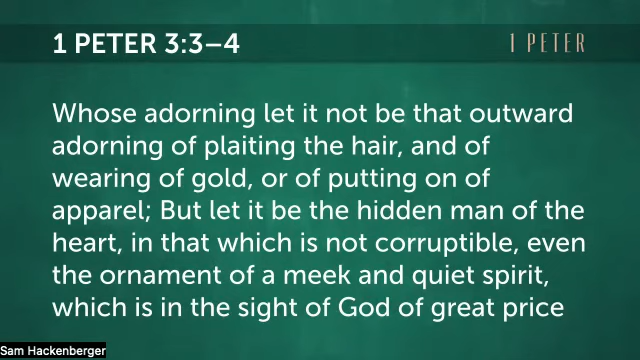 1 PETER 3:3–4
1 PETER
Whose adorning let it not be that outward
adorning of plaiting the hair, and of
wearing of gold, or of putting on of
apparel; But let it be the hidden man of the
heart, in that which is not corruptible, even
the ornament of a meek and quiet spirit,
which is in the sight of God of great price
Sam Hackenberger